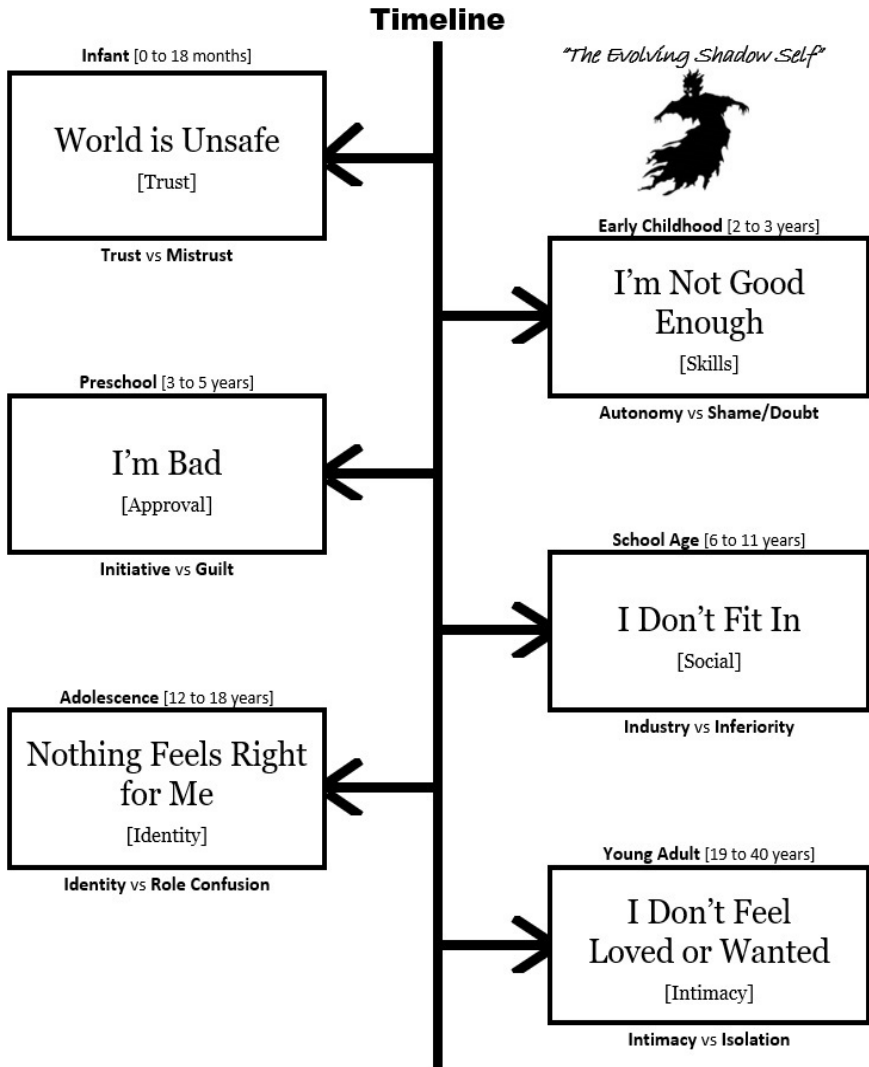 Timeline
Infant [0 to 18 months]
World is Unsafe
[Trust]
Trust vs Mistrust
"The Evolving Shadow Self"
Early Childhood [2 to 3 years]
I'm Not Good
Enough
[Skills]
Autonomy vs Shame/Doubt
Preschool [3 to 5 years]
I'm Bad
[Approval]
Initiative vs Guilt
School Age [6 to 11 years]
I Don't Fit In
[Social]
Industry vs Inferiority
Adolescence [12 to 18 years]
Nothing Feels Right
for Me
[Identity]
Identity vs Role Confusion
Young Adult [19 to 40 years]
I Don't Feel
Loved or Wanted
[Intimacy]
Intimacy vs Isolation